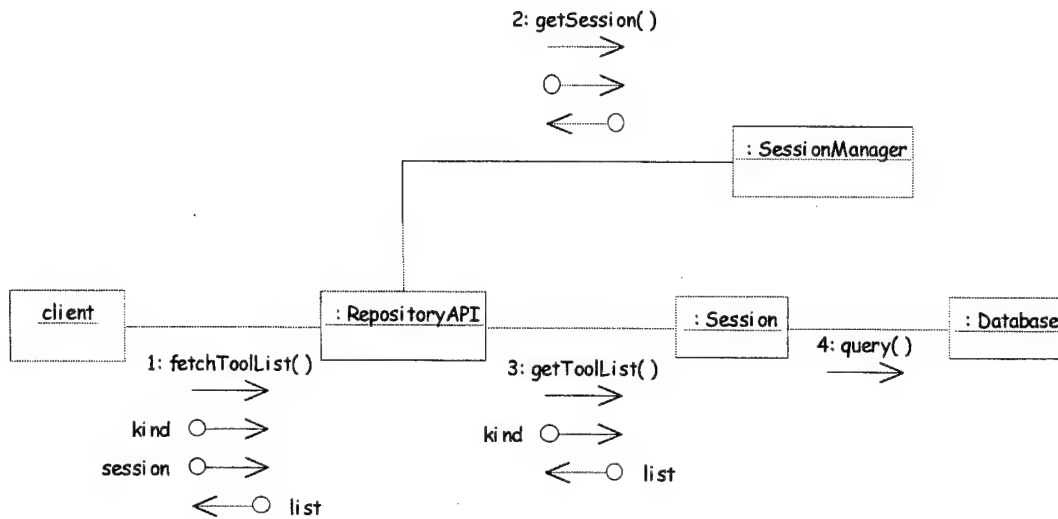 2: getSession()
: SessionManager
client
: RepositoryAPI
: Session
: Database
1: fetchToolList()
3: getToolList()
4: query()
kind
kind
session
list
list